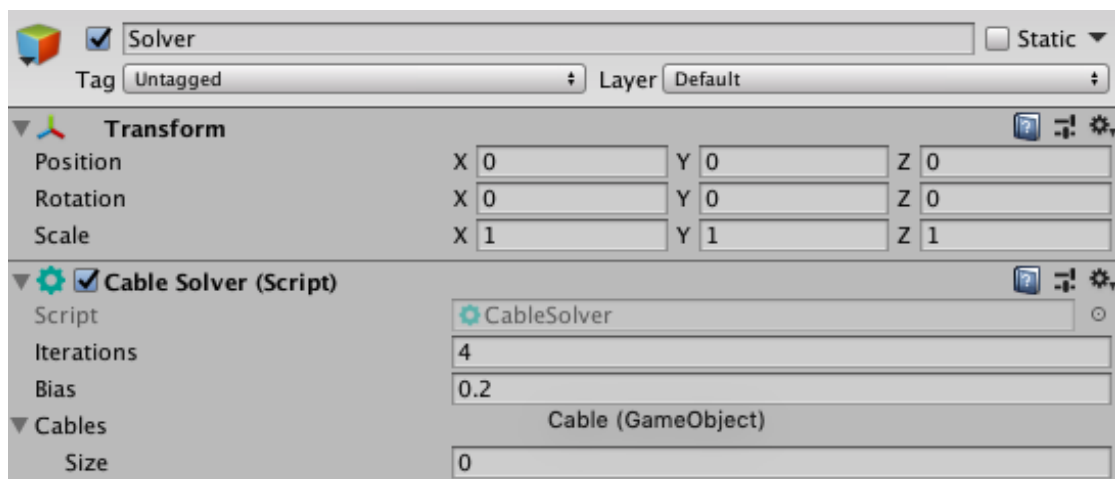 Solver Static
Tag Untagged Layer Default
Transform
Position X 0 Y 0 Z 0
Rotation X 0 Y 0 Z 0
Scale X 1 Y 1 Z 1
Cable Solver (Script)
Script CableSolver
Iterations 4
Bias 0.2
Cables Cable (GameObject)
Size 0